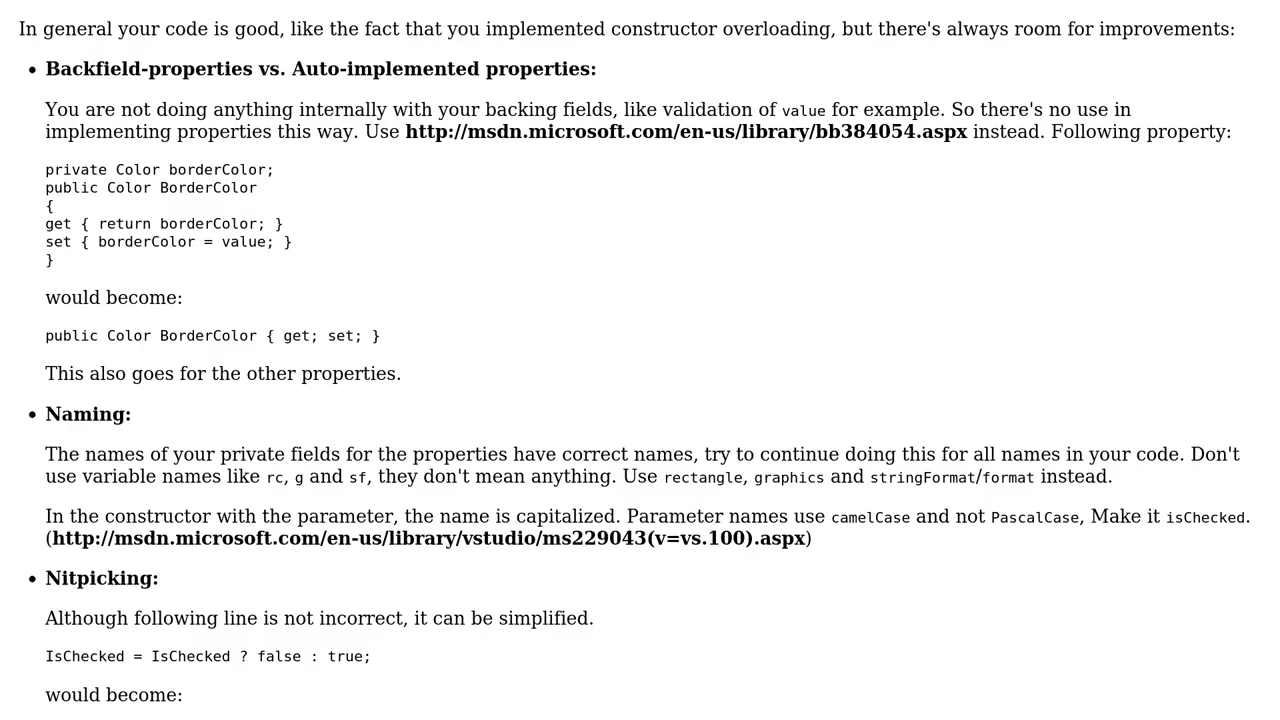 In general your code is good, like the fact that you implemented constructor overloading, but there's always room for improvements:
• Backfield-properties vs. Auto-implemented properties:
You are not doing anything internally with your backing fields, like validation of value for example. So there's no use in
implementing properties this way. Use http://msdn.microsoft.com/en-us/library/bb384054.aspx instead. Following property:
private Color borderColor;
public Color BorderColor
{
get { return borderColor; }
set { borderColor = value; }
}
would become:
public Color BorderColor { get; set; }
This also goes for the other properties.
• Naming:
The names of your private fields for the properties have correct names, try to continue doing this for all names in your code. Don't
use variable names like rc, g and sf, they don't mean anything. Use rectangle, graphics and stringFormat/format instead.
In the constructor with the parameter, the name is capitalized. Parameter names use camelCase and not PascalCase, Make it isChecked.
(http://msdn.microsoft.com/en-us/library/vstudio/ms229043(v=vs.100).aspx)
• Nitpicking:
Although following line is not incorrect, it can be simplified.
IsChecked = IsChecked ? false : true;
would become: